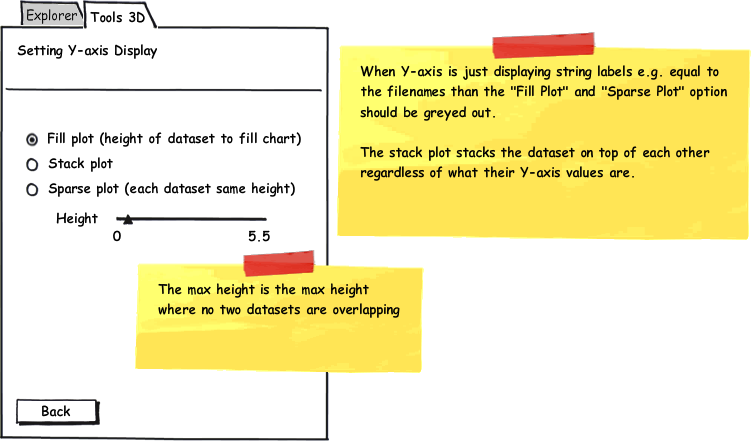 Explorer
Tools 3D
Setting Y-axis Display
Fill plot (height of dataset to fill chart)
Stack plot
Sparse plot (each dataset same height)
Height
0
5.5
Back
When Y-axis is just displaying string labels e.g. equal to
the filenames than the "Fill Plot" and "Sparse Plot" option
should be greyed out.
The stack plot stacks the dataset on top of each other
regardless of what their Y-axis values are.
The max height is the max height
where no two datasets are overlapping